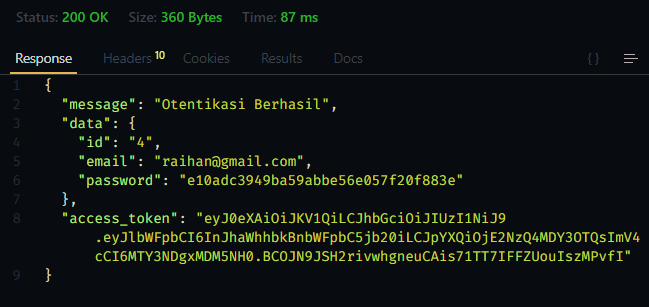 Status: 200 OK Size: 360 Bytes Time: 87 ms
Response Headers 10 Cookies Results Docs {}
1 {
2 "message": "Otentikasi Berhasil",
3 "data": {
4 "id": "4",
5 "email": "raihan@gmail.com",
6 "password": "e10adc3949ba59abbe56e057f20f883e"
7 },
8 "access_token": "eyJ0eXAiOiJKV1QiLCJhbGciOiJIUzI1NiJ9
.eyJlbWFpbCI6InJhaWhhbkBnbWFpbC5jb20iLCJpYXQiOjE2NzQ4MDY3OTQsImV4
cCI6MTY3NDgxMDM5NH0.BCOJN9JSH2rivwhgneuCAis71TT7IFFZUouIszMPvfI"
9 }